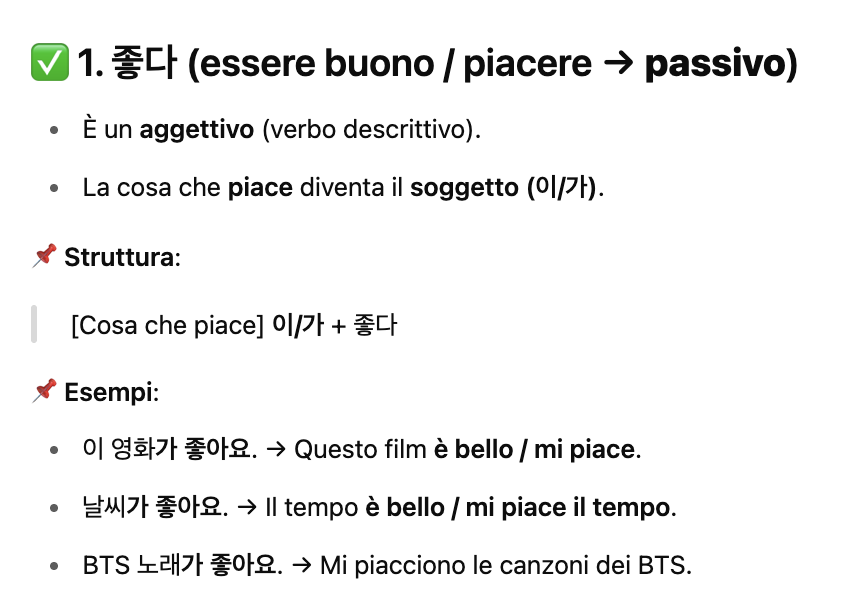 ✅ 1. 좋다 (essere buono / piacere → passivo)
• È un aggettivo (verbo descrittivo).
• La cosa che piace diventa il soggetto (이/가).
📌 Struttura:
[Cosa che piace] 이/가 + 좋다
📌 Esempi:
• 이 영화가 좋아요. → Questo film è bello / mi piace.
• 날씨가 좋아요. → Il tempo è bello / mi piace il tempo.
• BTS 노래가 좋아요. → Mi piacciono le canzoni dei BTS.